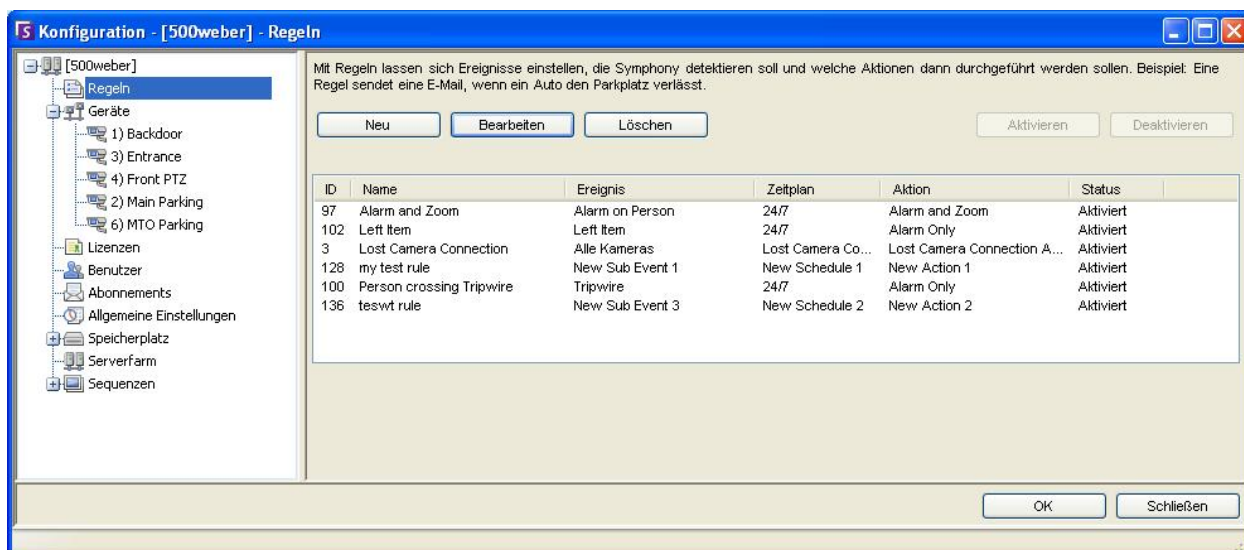 Konfiguration - [500weber] - Regeln
[500weber]
Regeln
Geräte
1) Backdoor
3) Entrance
4) Front PTZ
2) Main Parking
6) MTO Parking
Lizenzen
Benutzer
Abonnements
Allgemeine Einstellungen
Speicherplatz
Serverfarm
Sequenzen
Mit Regeln lassen sich Ereignisse einstellen, die Symphony detektieren soll und welche Aktionen dann durchgeführt werden sollen. Beispiel: Eine
Regel sendet eine E-Mail, wenn ein Auto den Parkplatz verlässt.
Neu Bearbeiten Löschen Aktivieren Deaktivieren
ID Name Ereignis Zeitplan Aktion Status
97 Alarm and Zoom Alarm on Person 24/7 Alarm and Zoom Aktiviert
102 Left Item Left Item 24/7 Alarm Only Aktiviert
3 Lost Camera Connection Alle Kameras Lost Camera Co... Lost Camera Connection A... Aktiviert
128 my test rule New Sub Event 1 New Schedule 1 New Action 1 Aktiviert
100 Person crossing Tripwire Tripwire 24/7 Alarm Only Aktiviert
136 teswt rule New Sub Event 3 New Schedule 2 New Action 2 Aktiviert
OK Schließen